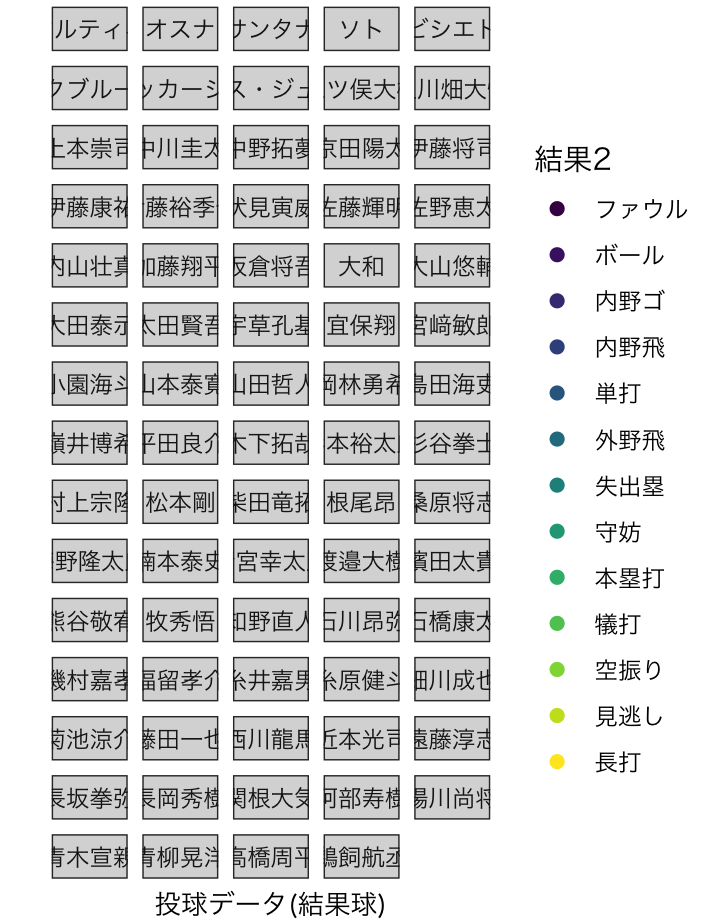 ルティ オスナ サンタナ ソト ビシエド
クブルー ッカーシ ス・ジェ ツ俣大 川畑大
上本崇司 中川圭太 中野拓夢 京田陽太 伊藤将司
伊藤康祐 藤裕季 伏見寅威 佐藤輝明 佐野恵太
内山壮真 加藤翔平 坂倉将吾 大和 大山悠輔
大田泰示 太田賢吾 宇草孔基 宜保翔 宮﨑敏郎
小園海斗 山本泰寛 山田哲人 岡林勇希 島田海吏
嶺井博希 平田良介 木下拓哉 本裕太 杉谷拳士
村上宗隆 松本剛 柴田竜拓 根尾昂 桑原将志
野隆太 楠本泰史 宮幸太 渡邉大樹 濱田太貴
熊谷敬宥 牧秀悟 知野直人 石川昂弥 石橋康太
磯村嘉孝 福留孝介 糸井嘉男 糸原健斗 細川成也
菊池涼介 藤田一也 西川龍馬 近本光司 遠藤淳志
長坂拳弥 長岡秀樹 関根大気 阿部寿樹 陽川尚将
青木宣親 青柳晃洋 高橋周平 鵜飼航丞
投球データ(結果球)
結果2
ファウル
ボール
内野ゴ
内野飛
単打
外野飛
失出塁
守妨
本塁打
犠打
空振り
見逃し
長打